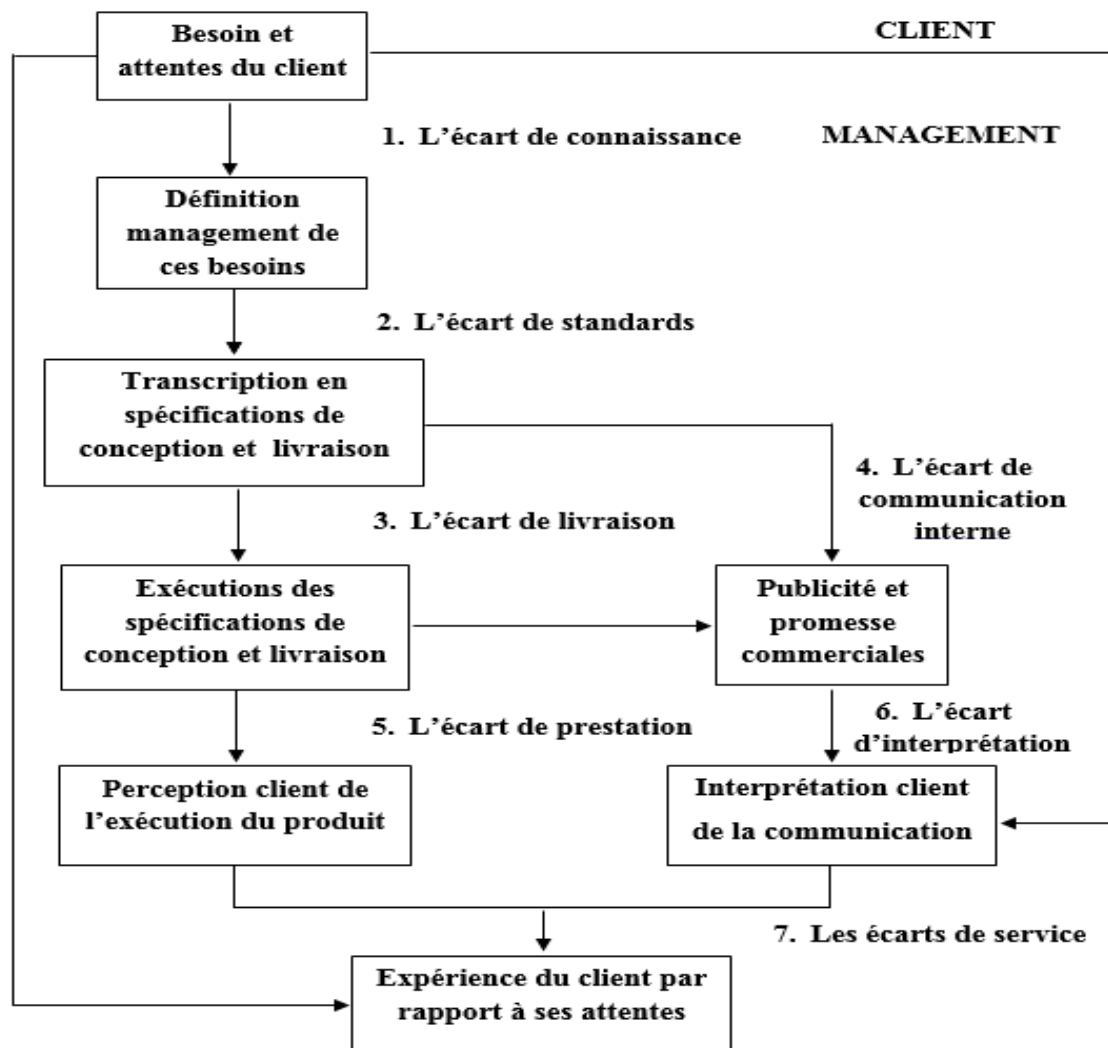 Besoin et
attentes du client
CLIENT
1. L'écart de connaissance
MANAGEMENT
Définition
management de
ces besoins
2. L'écart de standards
Transcription en
spécifications de
conception et livraison
4. L'écart de
communication
interne
3. L'écart de livraison
Exécutions des
spécifications de
conception et livraison
Publicité et
promesse
commerciales
5. L'écart de prestation
6. L'écart
d'interprétation
Perception client de
l'exécution du produit
Interprétation client
de la communication
7. Les écarts de service
Expérience du client par
rapport à ses attentes